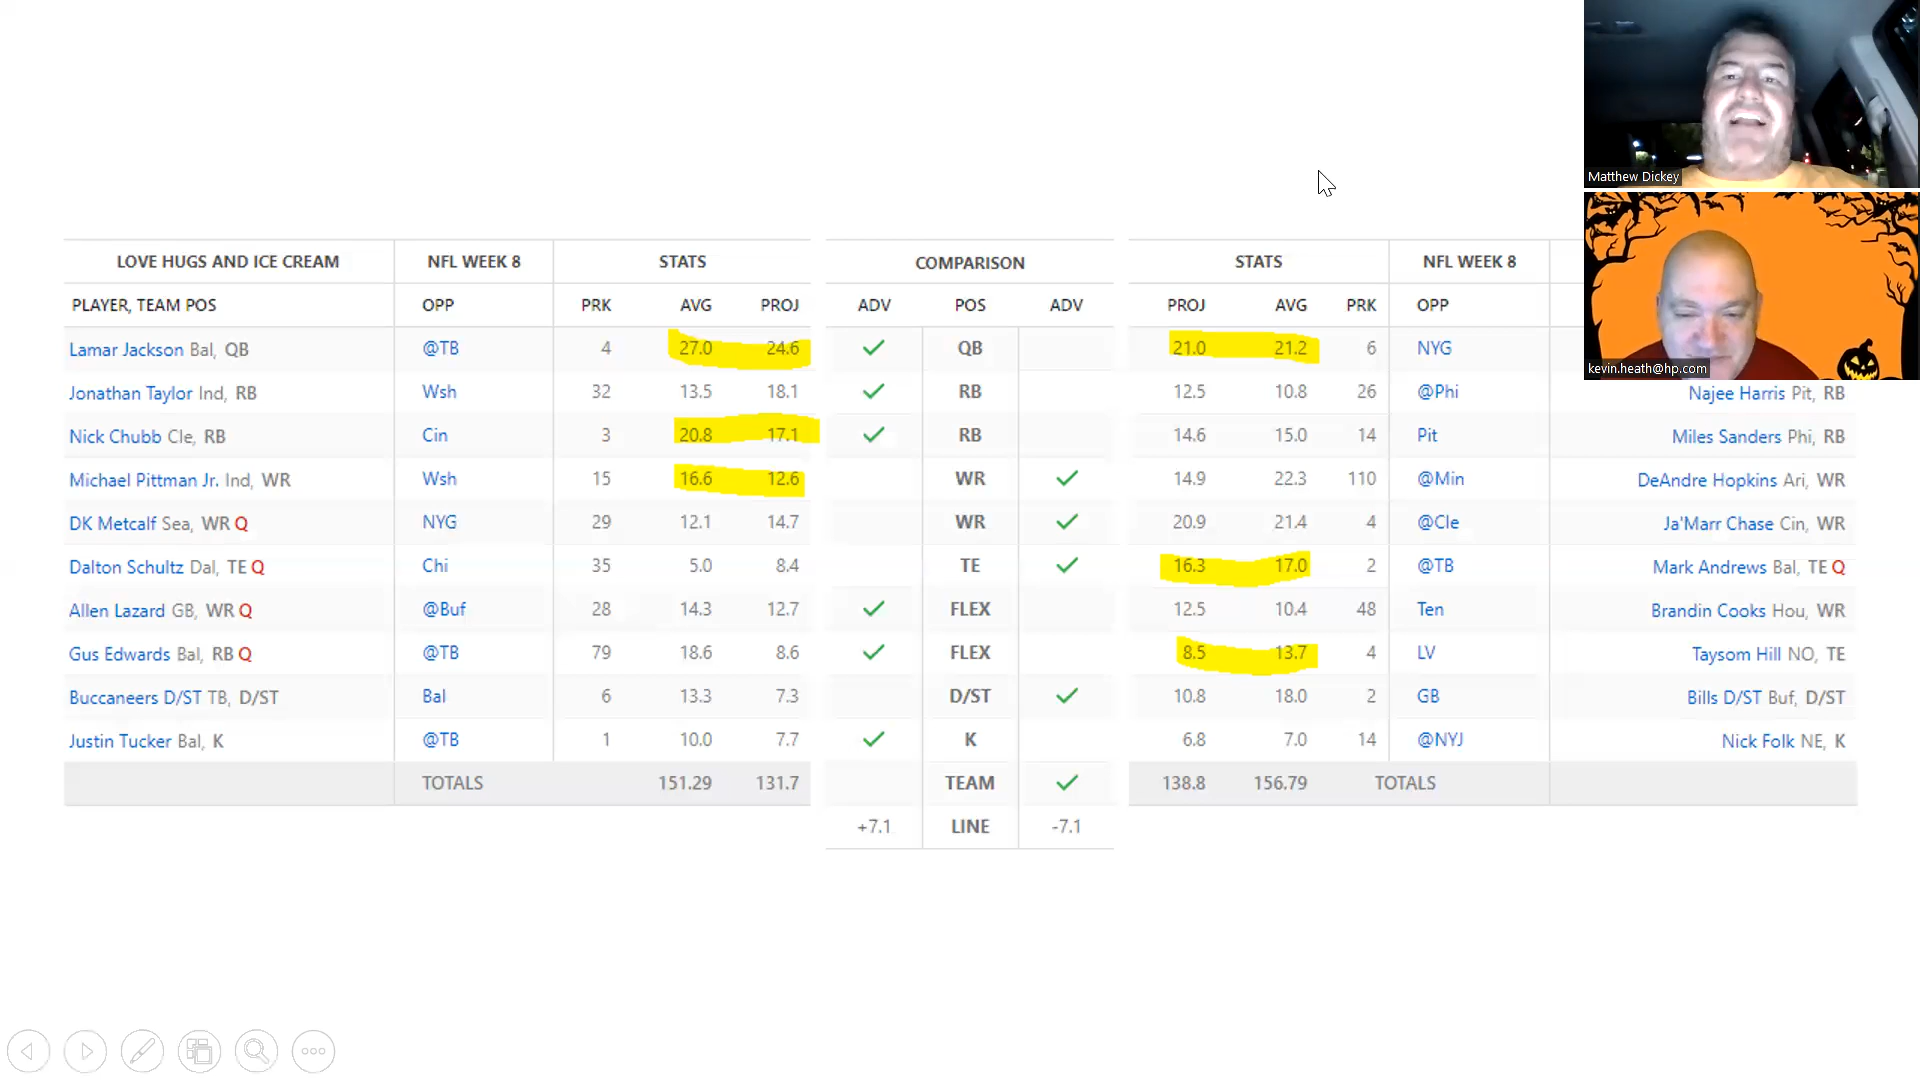 Matthew Dickey
kevin.heath@hp.com
LOVE HUGS AND ICE CREAM NFL WEEK 8 STATS COMPARISON STATS NFL WEEK 8
PLAYER, TEAM POS OPP PRK AVG PROJ ADV POS ADV PROJ AVG PRK OPP
Lamar Jackson Bal, QB @TB 4 27.0 24.6 QB 21.0 21.2 6 NYG
Jonathan Taylor Ind, RB Wsh 32 13.5 18.1 RB 12.5 10.8 26 @Phi Najee Harris Pit, RB
Nick Chubb Cle, RB Cin 3 20.8 17.1 RB 14.6 15.0 14 Pit Miles Sanders Phi, RB
Michael Pittman Jr. Ind, WR Wsh 15 16.6 12.6 WR 14.9 22.3 110 @Min DeAndre Hopkins Ari, WR
DK Metcalf Sea, WR Q NYG 29 12.1 14.7 WR 20.9 21.4 4 @Cle Ja'Marr Chase Cin, WR
Dalton Schultz Dal, TE Q Chi 35 5.0 8.4 TE 16.3 17.0 2 @TB Mark Andrews Bal, TE Q
Allen Lazard GB, WR Q @Buf 28 14.3 12.7 FLEX 12.5 10.4 48 Ten Brandin Cooks Hou, WR
Gus Edwards Bal, RB Q @TB 79 18.6 8.6 FLEX 8.5 13.7 4 LV Taysom Hill NO, TE
Buccaneers D/ST TB, D/ST Bal 6 13.3 7.3 D/ST 10.8 18.0 2 GB Bills D/ST Buf, D/ST
Justin Tucker Bal, K @TB 1 10.0 7.7 K 6.8 7.0 14 @NYJ Nick Folk NE, K
TOTALS 151.29 131.7 TEAM 138.8 156.79 TOTALS
+7.1 LINE -7.1